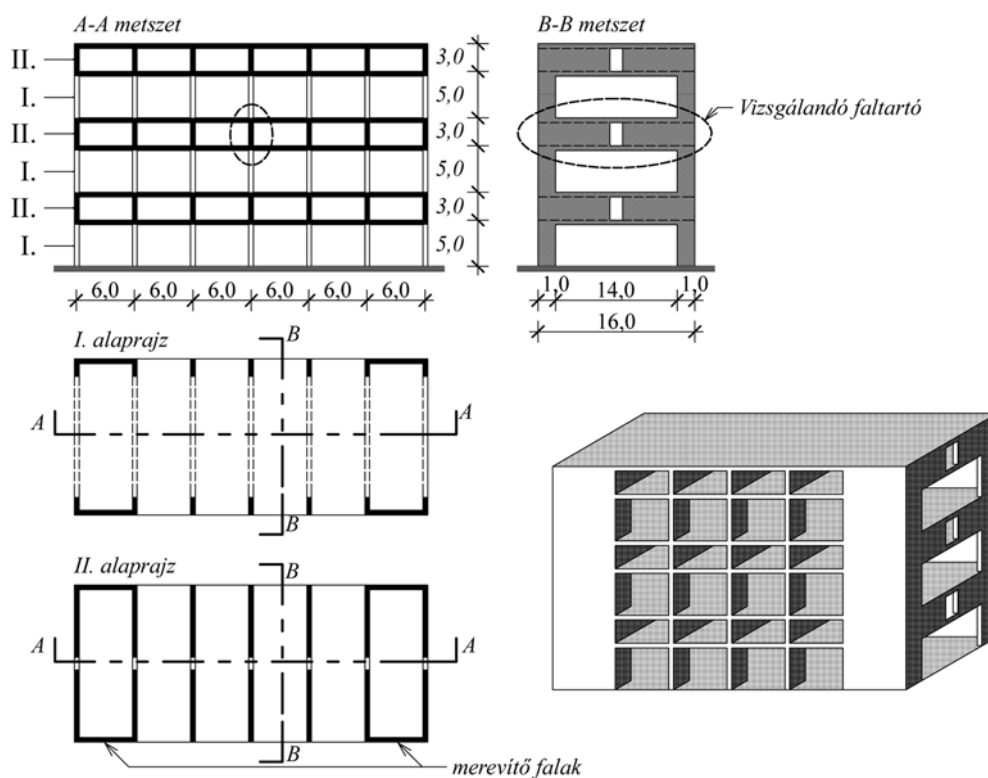 A-A metszet
II.
I.
II.
I.
II.
I.
3,0
5,0
3,0
5,0
3,0
5,0
6,0 6,0 6,0 6,0 6,0 6,0
B-B metszet
Vizsgálandó faltartó
1,0 14,0 1,0
16,0
I. alaprajz
B
A A
B
II. alaprajz
B
A A
B
merevítő falak